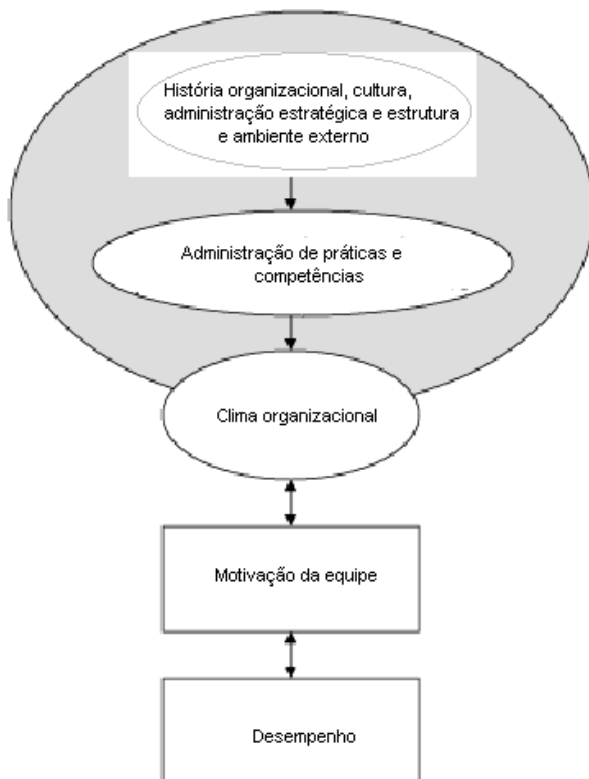 História organizacional, cultura,
administração estratégica e estrutura
e ambiente externo
Administração de práticas e
competências
Clima organizacional
Motivação da equipe
Desempenho